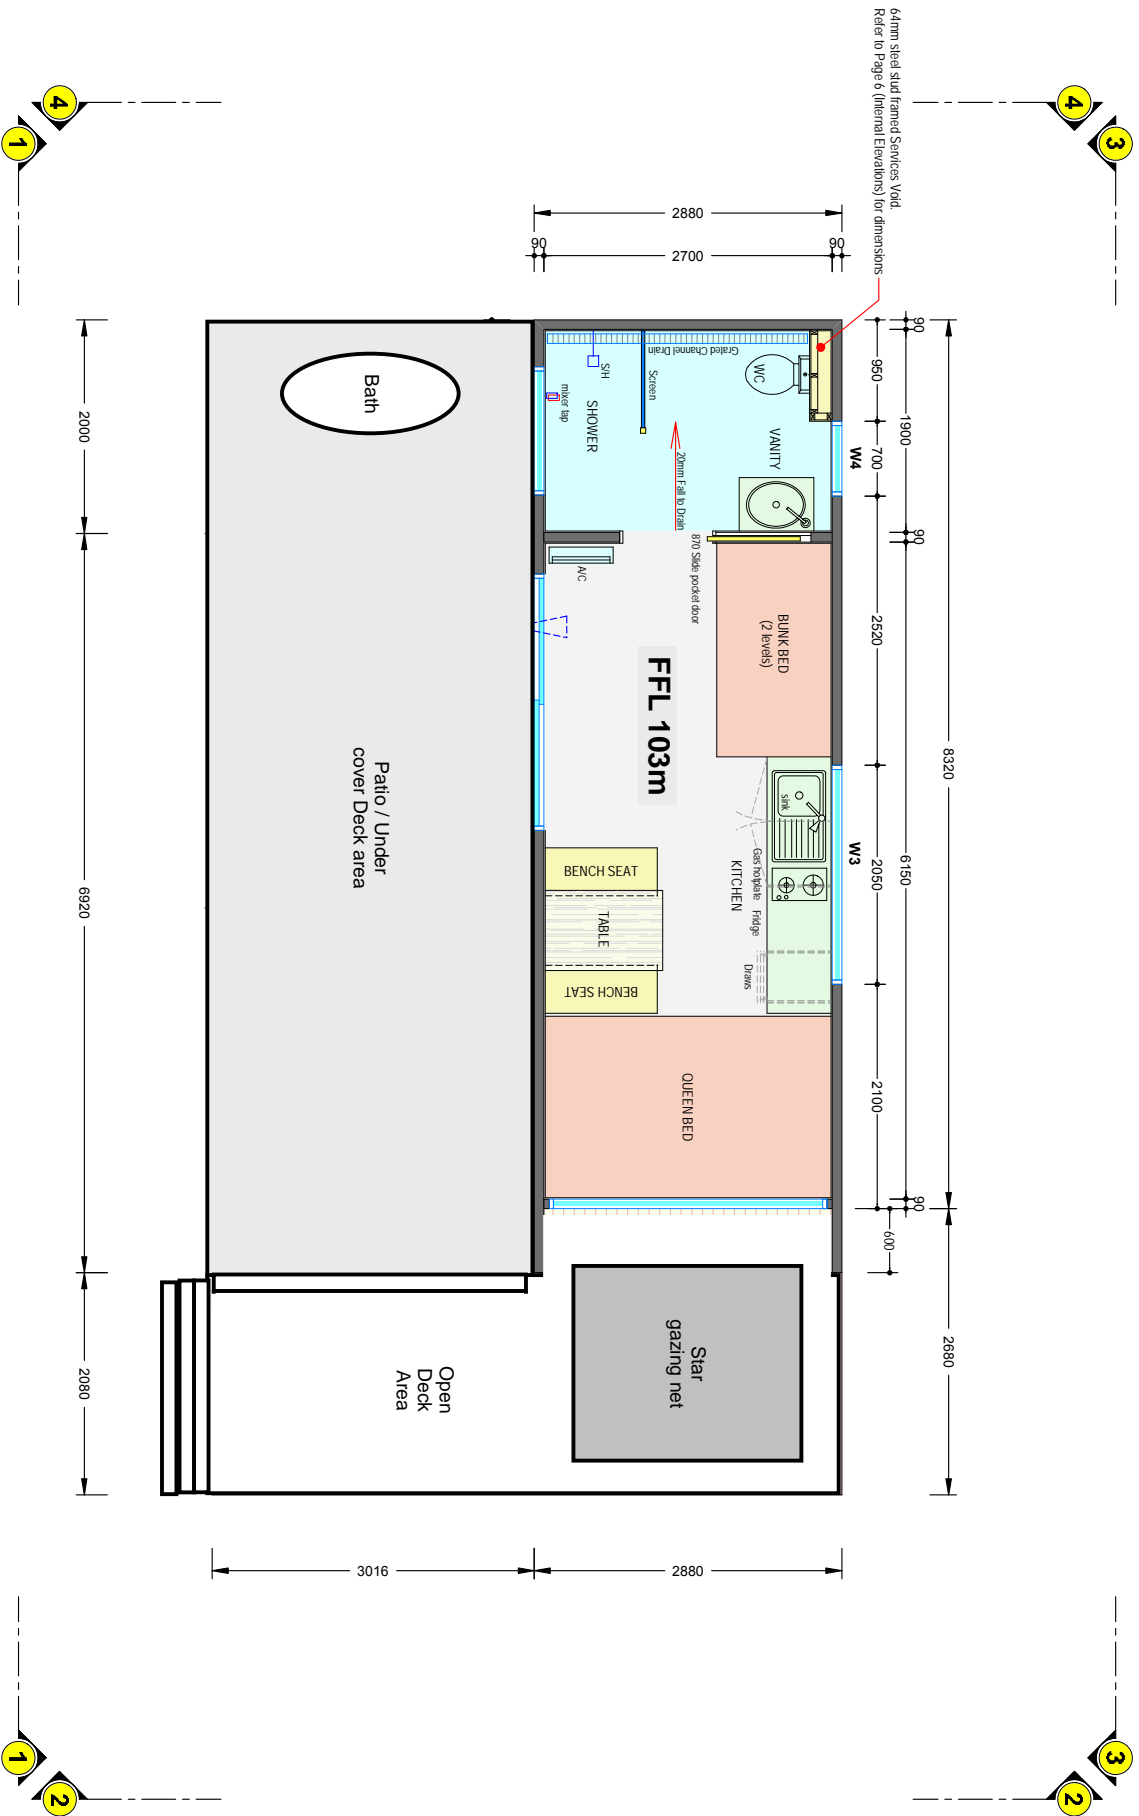 64mm steel stud framed Services Void.
Refer to Page 6 (Internal Elevations) for dimensions
4
1
4
3
2880
90
2700
90
90
950
1900
700
W4
90
2520
8320
W3
2050
6150
2100
90
600
2680
2000
6920
2080
3016
2880
Grated Channel Drain
WC
Screen
S/H
mixer tap
SHOWER
VANITY
20mm Fall to Drain
870 Slide pocket door
A/C
BUNK BED
(2 levels)
FFL 103m
sink
Gas hotplate
Fridge
KITCHEN
Draws
BENCH SEAT
TABLE
BENCH SEAT
QUEEN BED
Bath
Patio / Under
cover Deck area
Star
gazing net
Open
Deck
Area
1
2
3
2